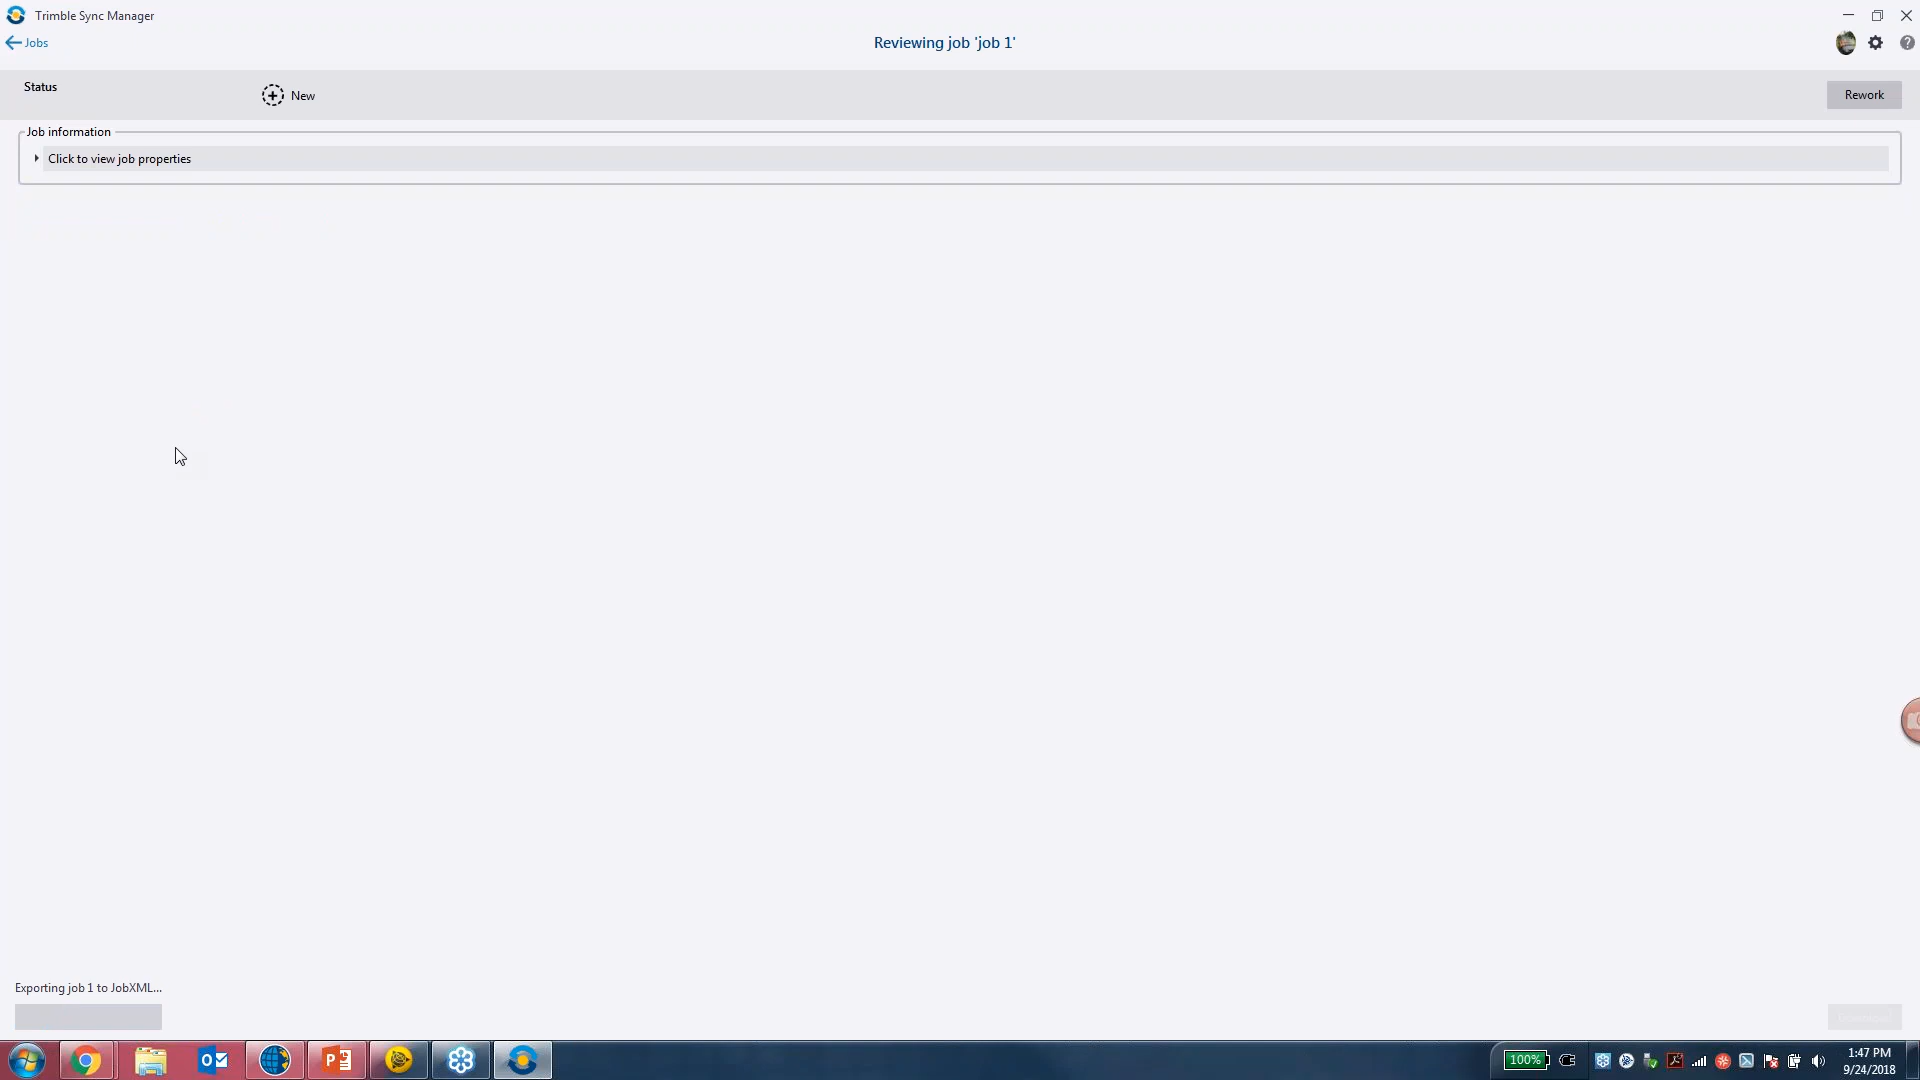 Trimble Sync Manager
Jobs
Reviewing job 'job 1'
Status
New
Rework
Job information
Click to view job properties
Exporting job 1 to JobXML...
100%
1:47 PM
9/24/2018